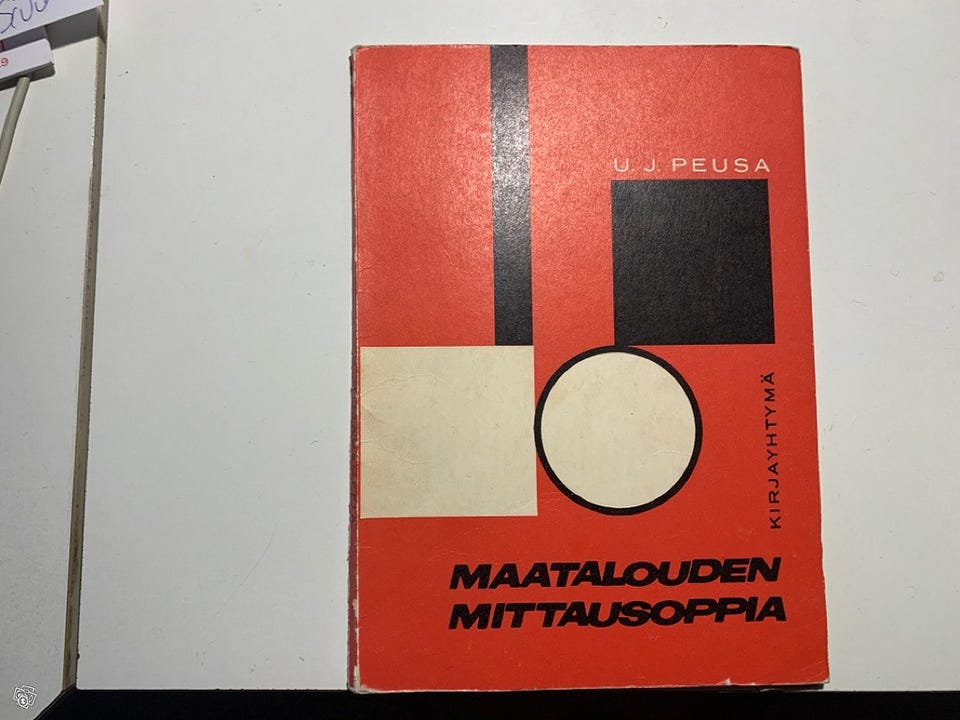 U. J. PEUSA
KIRJAYHTYMÄ
MAATALOUDEN
MITTAUSOPPIA